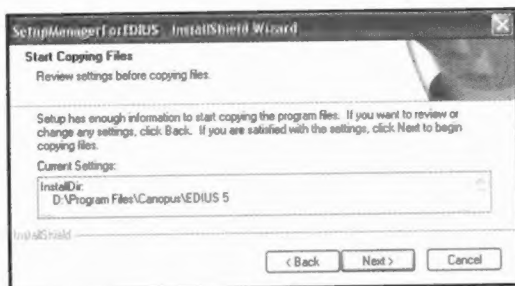 SetupManagerForEDIUS InstallShield Wizard
Start Copying Files
Review settings before copying files.
Setup has enough information to start copying the program files. If you want to review or
change any settings, click Back. If you are satisfied with the settings, click Next to begin
copying files.
Current Settings:
InstallDir:
D:\Program Files\Canopus\EDIUS 5
InstallShield
< Back
Next >
Cancel